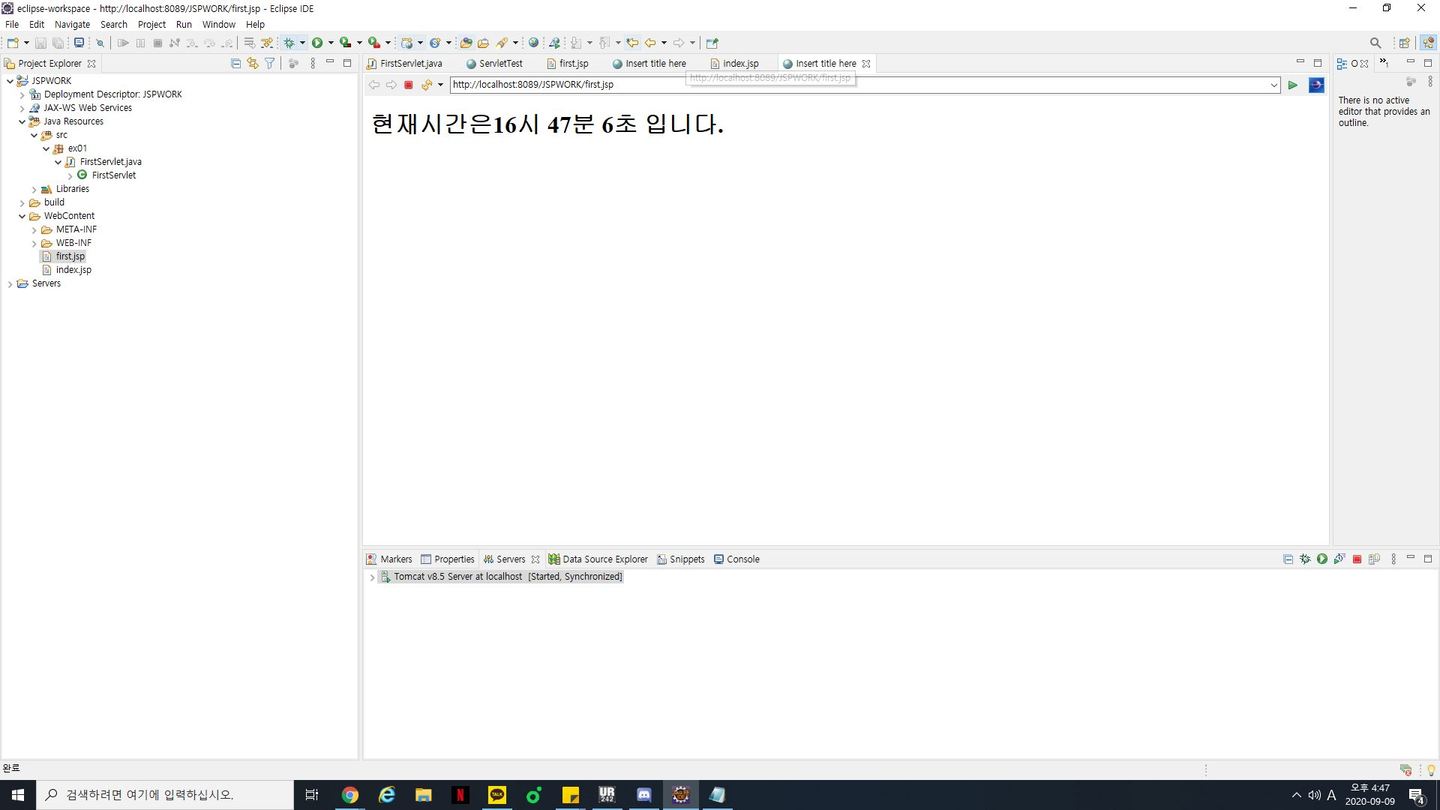 eclipse-workspace - http://localhost:8089/JSPWORK/first.jsp - Eclipse IDE
File Edit Navigate Search Project Run Window Help
Project Explorer
JSPWORK
Deployment Descriptor: JSPWORK
JAX-WS Web Services
Java Resources
src
ex01
FirstServlet.java
FirstServlet
Libraries
build
WebContent
META-INF
WEB-INF
first.jsp
index.jsp
Servers
FirstServlet.java ServletTest first.jsp Insert title here index.jsp Insert title here
http://localhost:8089/JSPWORK/first.jsp
http://localhost:8089/JSPWORK/first.jsp
현재시간은16시 47분 6초 입니다.
O
1
There is no active
editor that provides an
outline.
Markers Properties Servers Data Source Explorer Snippets Console
Tomcat v8.5 Server at localhost [Started, Synchronized]
완료
검색하려면 여기에 입력하십시오.
N
TALK
UR
242
A
오후 4:47
2020-09-09
4